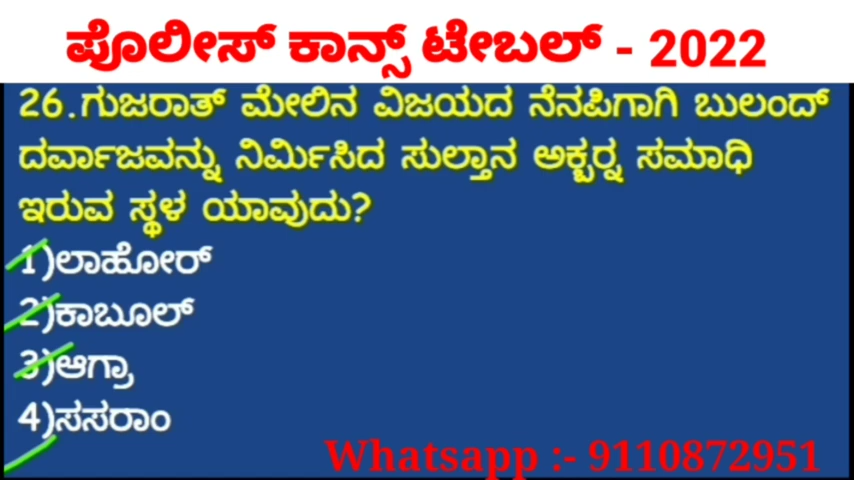 ಪೊಲೀಸ್ ಕಾನ್ಸ್ ಟೇಬಲ್ - 2022
26.ಗುಜರಾತ್ ಮೇಲಿನ ವಿಜಯದ ನೆನಪಿಗಾಗಿ ಬುಲಂದ್
ದರ್ವಾಜವನ್ನು ನಿರ್ಮಿಸಿದ ಸುಲ್ತಾನ ಅಕ್ಬರ್‍ನ ಸಮಾಧಿ
ಇರುವ ಸ್ಥಳ ಯಾವುದು?
1)ಲಾಹೋರ್
2)ಕಾಬೂಲ್
3)ಆಗ್ರಾ
4)ಸಸರಾಂ
Whatsapp :- 9110872951